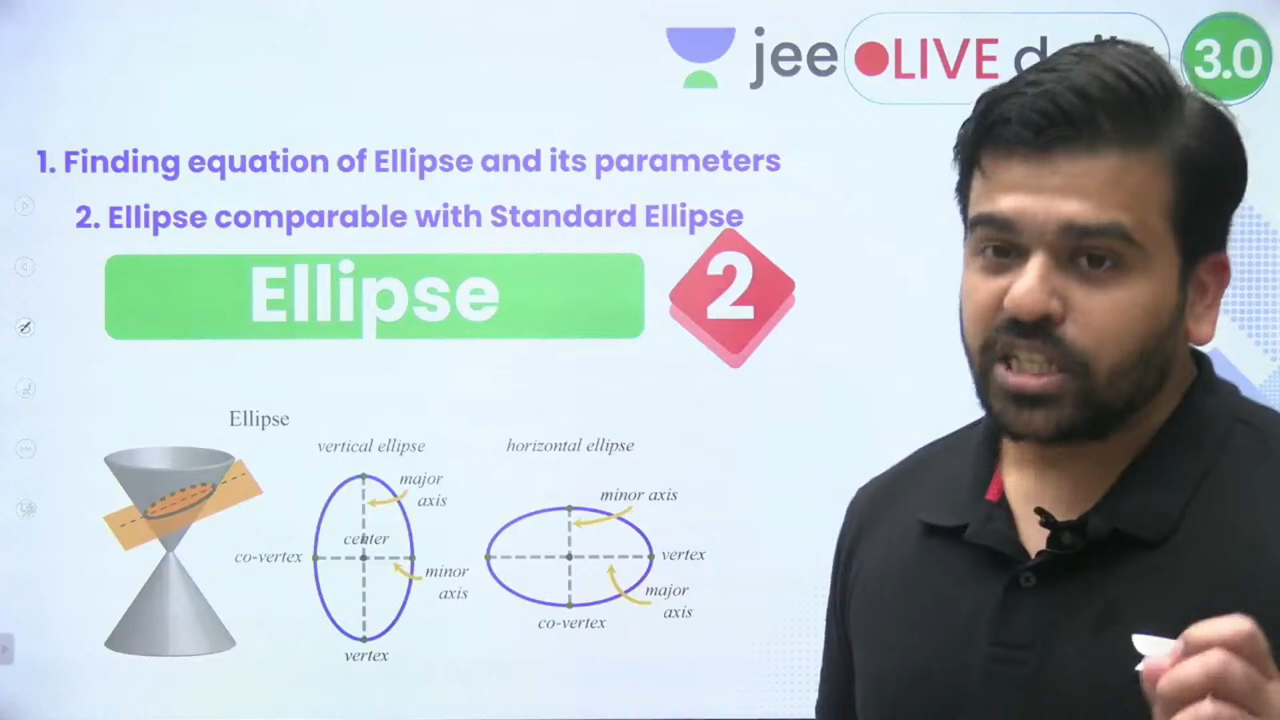 jee LIVE
3.0
1. Finding equation of Ellipse and its parameters
2. Ellipse comparable with Standard Ellipse
Ellipse
2
Ellipse
vertical ellipse
horizontal ellipse
major
axis
minor axis
center
co-vertex
vertex
minor
axis
major
axis
co-vertex
vertex